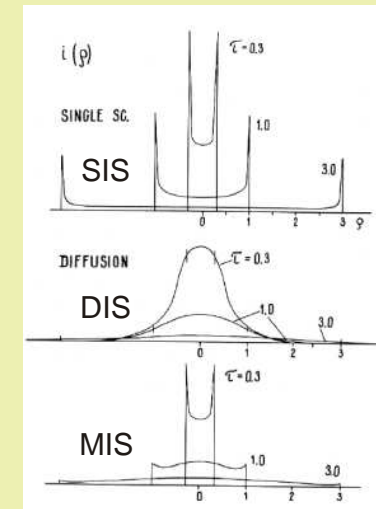 i (ρ)
τ=0.3
SINGLE SC.
1.0
SIS
3.0
0 1 2 3 ρ
DIFFUSION
τ=0.3
DIS
1.0
3.0
0 1 2 3
τ=0.3
MIS
1.0
3.0
0 1 2 3